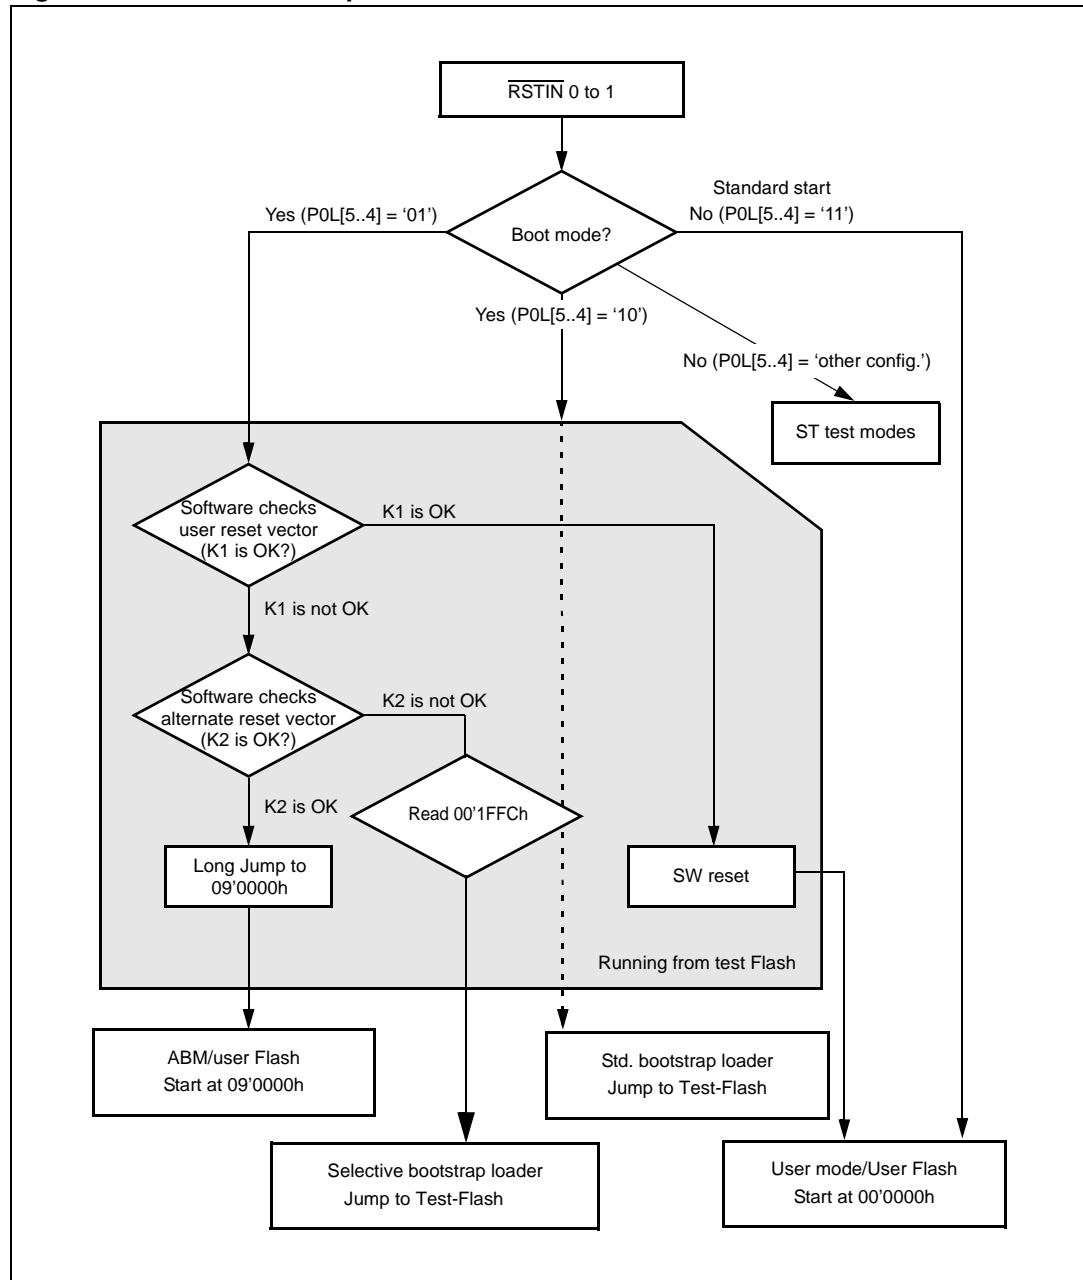 RSTIN 0 to 1
Standard start
Yes (P0L[5..4] = ‘01’)
No (P0L[5..4] = ‘11’)
Boot mode?
Yes (P0L[5..4] = ‘10’)
No (P0L[5..4] = ‘other config.’)
ST test modes
Software checks
user reset vector
(K1 is OK?)
K1 is OK
K1 is not OK
Software checks
alternate reset vector
(K2 is OK?)
K2 is not OK
K2 is OK
Read 00’1FFCh
Long Jump to
09’0000h
SW reset
Running from test Flash
ABM/user Flash
Start at 09’0000h
Std. bootstrap loader
Jump to Test-Flash
Selective bootstrap loader
Jump to Test-Flash
User mode/User Flash
Start at 00’0000h